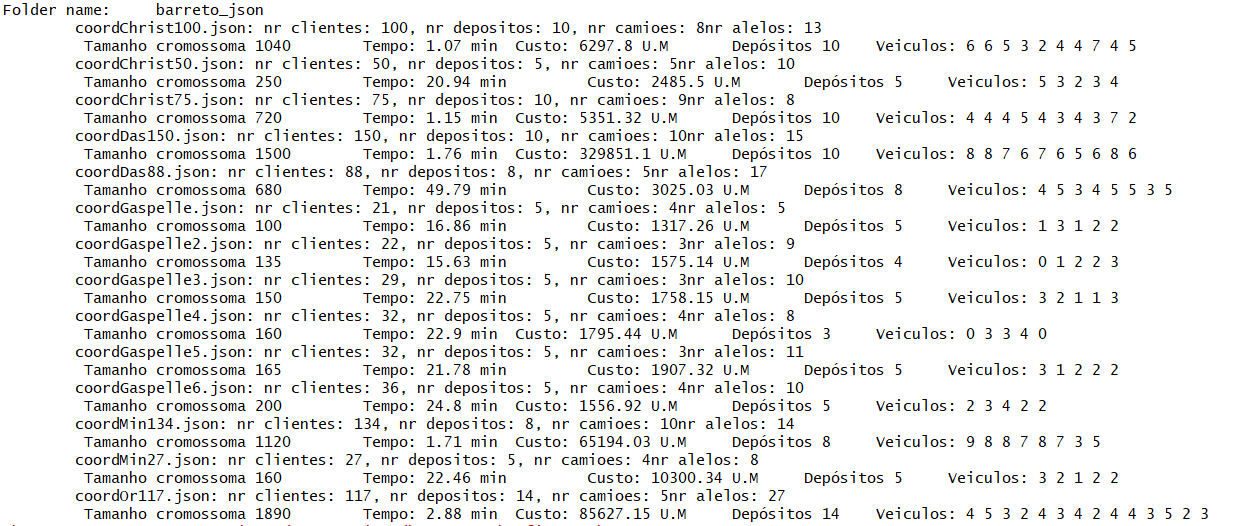 Folder name: barreto_json
coordChrist100.json: nr clientes: 100, nr depositos: 10, nr camioes: 8nr alelos: 13
Tamanho cromossoma 1040 Tempo: 1.07 min Custo: 6297.8 U.M Depósitos 10 Veiculos: 6 6 5 3 2 4 4 7 4 5
coordChrist50.json: nr clientes: 50, nr depositos: 5, nr camioes: 5nr alelos: 10
Tamanho cromossoma 250 Tempo: 20.94 min Custo: 2485.5 U.M Depósitos 5 Veiculos: 5 3 2 3 4
coordChrist75.json: nr clientes: 75, nr depositos: 10, nr camioes: 9nr alelos: 8
Tamanho cromossoma 720 Tempo: 1.15 min Custo: 5351.32 U.M Depósitos 10 Veiculos: 4 4 4 5 4 3 4 3 7 2
coordDas150.json: nr clientes: 150, nr depositos: 10, nr camioes: 10nr alelos: 15
Tamanho cromossoma 1500 Tempo: 1.76 min Custo: 329851.1 U.M Depósitos 10 Veiculos: 8 8 7 6 7 6 5 6 8 6
coordDas88.json: nr clientes: 88, nr depositos: 8, nr camioes: 5nr alelos: 17
Tamanho cromossoma 680 Tempo: 49.79 min Custo: 3025.03 U.M Depósitos 8 Veiculos: 4 5 3 4 5 5 3 5
coordGaspelle.json: nr clientes: 21, nr depositos: 5, nr camioes: 4nr alelos: 5
Tamanho cromossoma 100 Tempo: 16.86 min Custo: 1317.26 U.M Depósitos 5 Veiculos: 1 3 1 2 2
coordGaspelle2.json: nr clientes: 22, nr depositos: 5, nr camioes: 3nr alelos: 9
Tamanho cromossoma 135 Tempo: 15.63 min Custo: 1575.14 U.M Depósitos 4 Veiculos: 0 1 2 2 3
coordGaspelle3.json: nr clientes: 29, nr depositos: 5, nr camioes: 3nr alelos: 10
Tamanho cromossoma 150 Tempo: 22.75 min Custo: 1758.15 U.M Depósitos 5 Veiculos: 3 2 1 1 3
coordGaspelle4.json: nr clientes: 32, nr depositos: 5, nr camioes: 4nr alelos: 8
Tamanho cromossoma 160 Tempo: 22.9 min Custo: 1795.44 U.M Depósitos 3 Veiculos: 0 3 3 4 0
coordGaspelle5.json: nr clientes: 32, nr depositos: 5, nr camioes: 3nr alelos: 11
Tamanho cromossoma 165 Tempo: 21.78 min Custo: 1907.32 U.M Depósitos 5 Veiculos: 3 1 2 2 2
coordGaspelle6.json: nr clientes: 36, nr depositos: 5, nr camioes: 4nr alelos: 10
Tamanho cromossoma 200 Tempo: 24.8 min Custo: 1556.92 U.M Depósitos 5 Veiculos: 2 3 4 2 2
coordMin134.json: nr clientes: 134, nr depositos: 8, nr camioes: 10nr alelos: 14
Tamanho cromossoma 1120 Tempo: 1.71 min Custo: 65194.03 U.M Depósitos 8 Veiculos: 9 8 8 7 8 7 3 5
coordMin27.json: nr clientes: 27, nr depositos: 5, nr camioes: 4nr alelos: 8
Tamanho cromossoma 160 Tempo: 22.46 min Custo: 10300.34 U.M Depósitos 5 Veiculos: 3 2 1 2 2
coordOr117.json: nr clientes: 117, nr depositos: 14, nr camioes: 5nr alelos: 27
Tamanho cromossoma 1890 Tempo: 2.88 min Custo: 85627.15 U.M Depósitos 14 Veiculos: 4 5 3 2 4 3 4 2 4 4 3 5 2 3